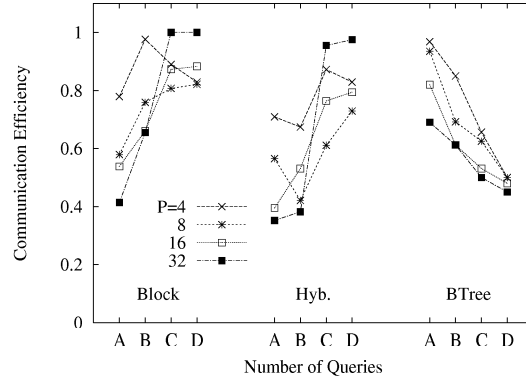 Communication Efficiency
1
0.8
0.6
0.4
0.2
0
P=4
8
16
32
Block
Hyb.
BTree
A B C D A B C D A B C D
Number of Queries